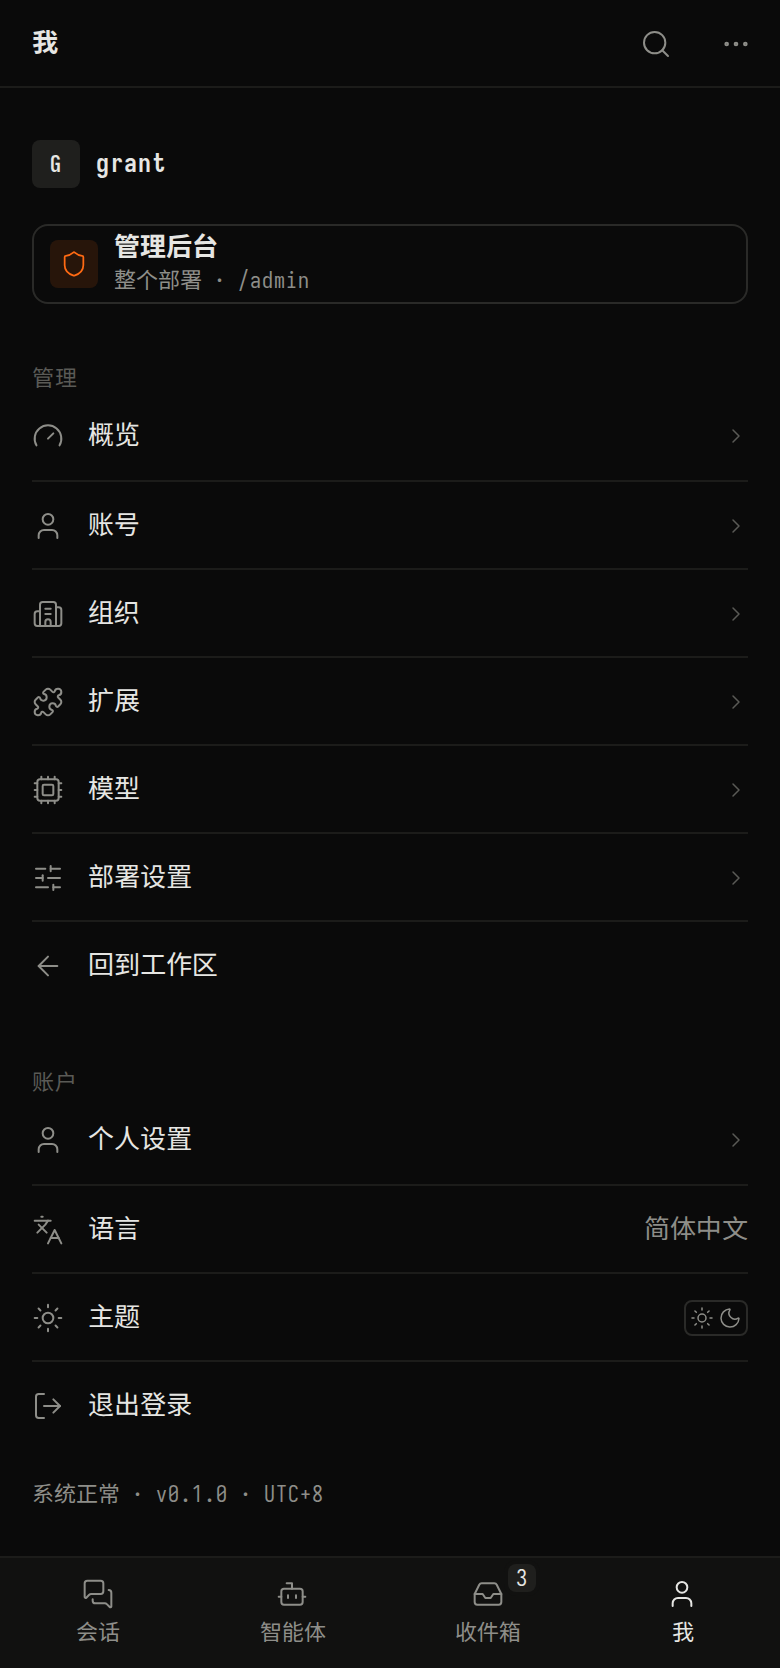 我
G grant
管理后台
整个部署 · /admin
管理
概览
账号
组织
扩展
模型
部署设置
回到工作区
账户
个人设置
语言 简体中文
主题
退出登录
系统正常 · v0.1.0 · UTC+8
3
会话 智能体 收件箱 我